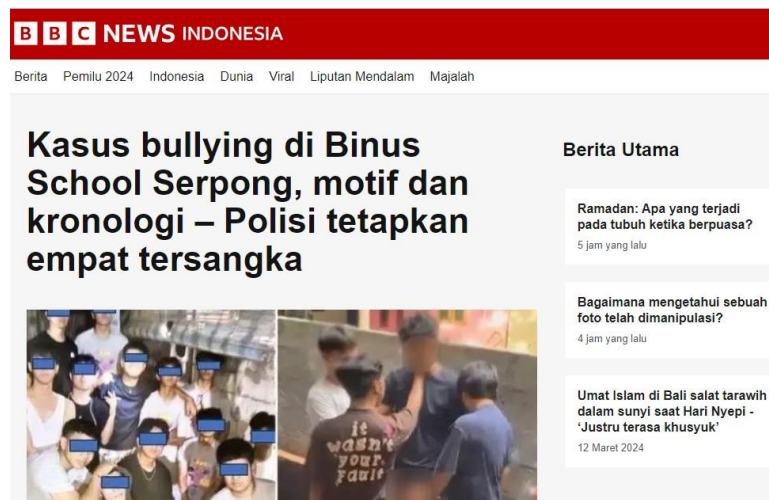 BBC NEWS INDONESIA
Berita Pemilu 2024 Indonesia Dunia Viral Liputan Mendalam Majalah
Kasus bullying di Binus
School Serpong, motif dan
kronologi – Polisi tetapkan
empat tersangka
it
wasn't
your
fault
Berita Utama
Ramadan: Apa yang terjadi
pada tubuh ketika berpuasa?
5 jam yang lalu
Bagaimana mengetahui sebuah
foto telah dimanipulasi?
4 jam yang lalu
Umat Islam di Bali salat tarawih
dalam sunyi saat Hari Nyepi -
‘Justru terasa khusyuk’
12 Maret 2024